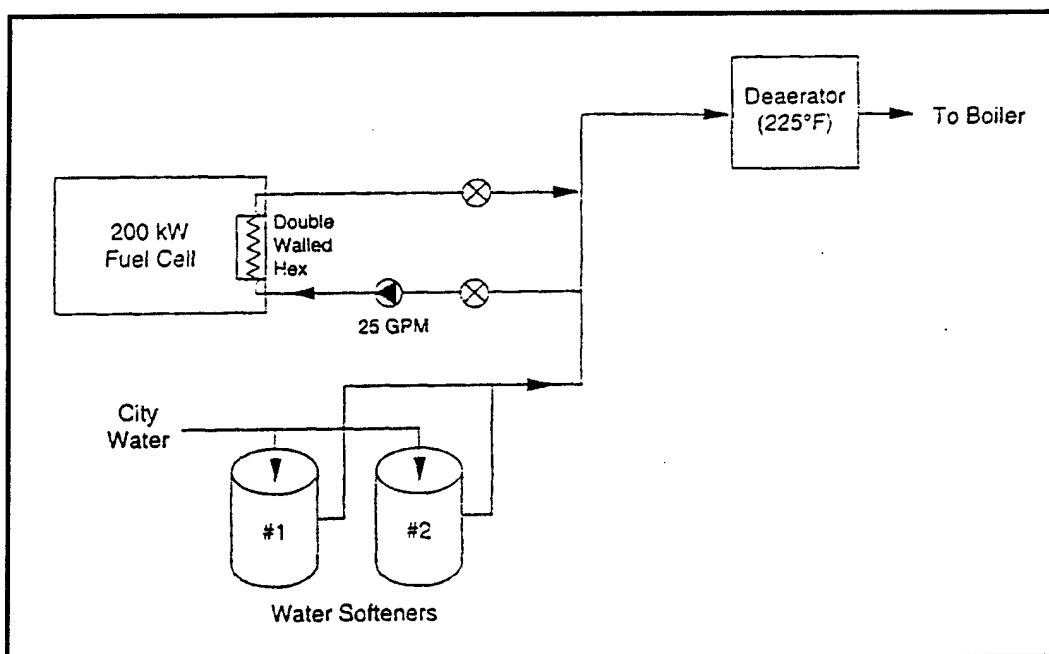 Deaerator
(225°F)
To Boiler
200 kW
Fuel Cell
Double
Walled
Hex
25 GPM
City
Water
#1
#2
Water Softeners